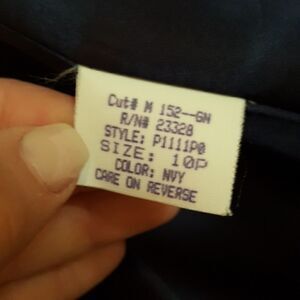 Cut# M 152--GN
R/N# 23328
STYLE: P1111P0
SIZE: 10P
COLOR: NVY
CARE ON REVERSE